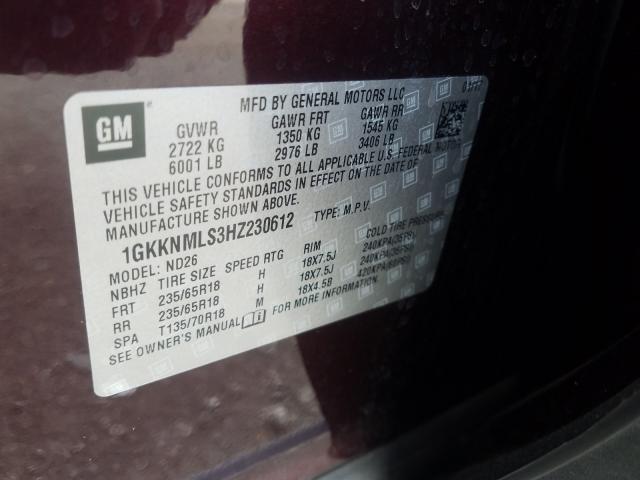 MFD BY GENERAL MOTORS LLC
GM
GVWR GAWR FRT GAWR RR
2722 KG 1350 KG 1545 KG
6001 LB 2976 LB 3406 LB
THIS VEHICLE CONFORMS TO ALL APPLICABLE U.S. FEDERAL MOTOR
VEHICLE SAFETY STANDARDS IN EFFECT ON THE DATE OF
MANUFACTURE SHOWN ABOVE.
1GKKNMLS3HZ230612 TYPE: M.P.V.
MODEL: ND26
NBHZ TIRE SIZE SPEED RTG RIM COLD TIRE PRESSURE
FRT 235/65R18 H 18X7.5J 240KPA(35PSI)
RR 235/65R18 H 18X7.5J 240KPA(35PSI)
SPA T135/70R18 M 18X4.5B 420KPA(60PSI)
SEE OWNER'S MANUAL FOR MORE INFORMATION.